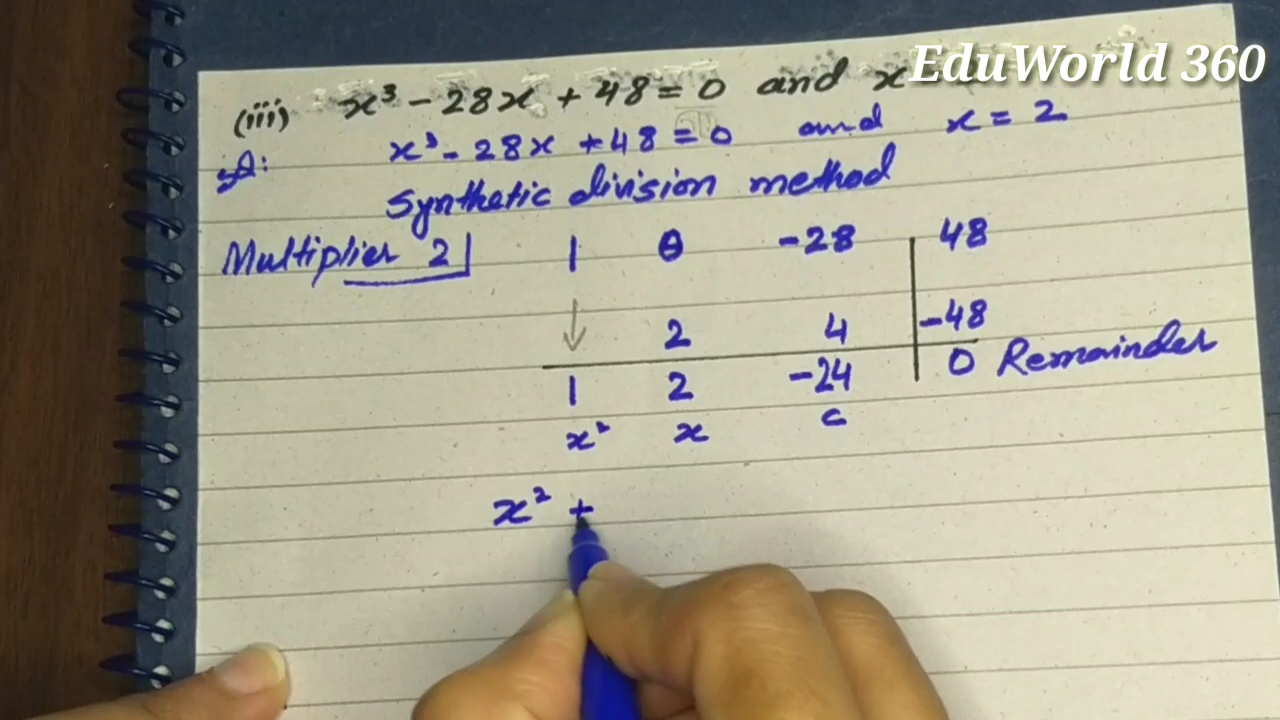 EduWorld 360
(iii) x³ - 28x + 48 = 0 and x
Sol: x³ - 28x + 48 = 0 and x = 2
Synthetic division method
Multiplier 2 1 0 -28 48
2 4 -48
1 2 -24 0 Remainder
x² x c
x² +